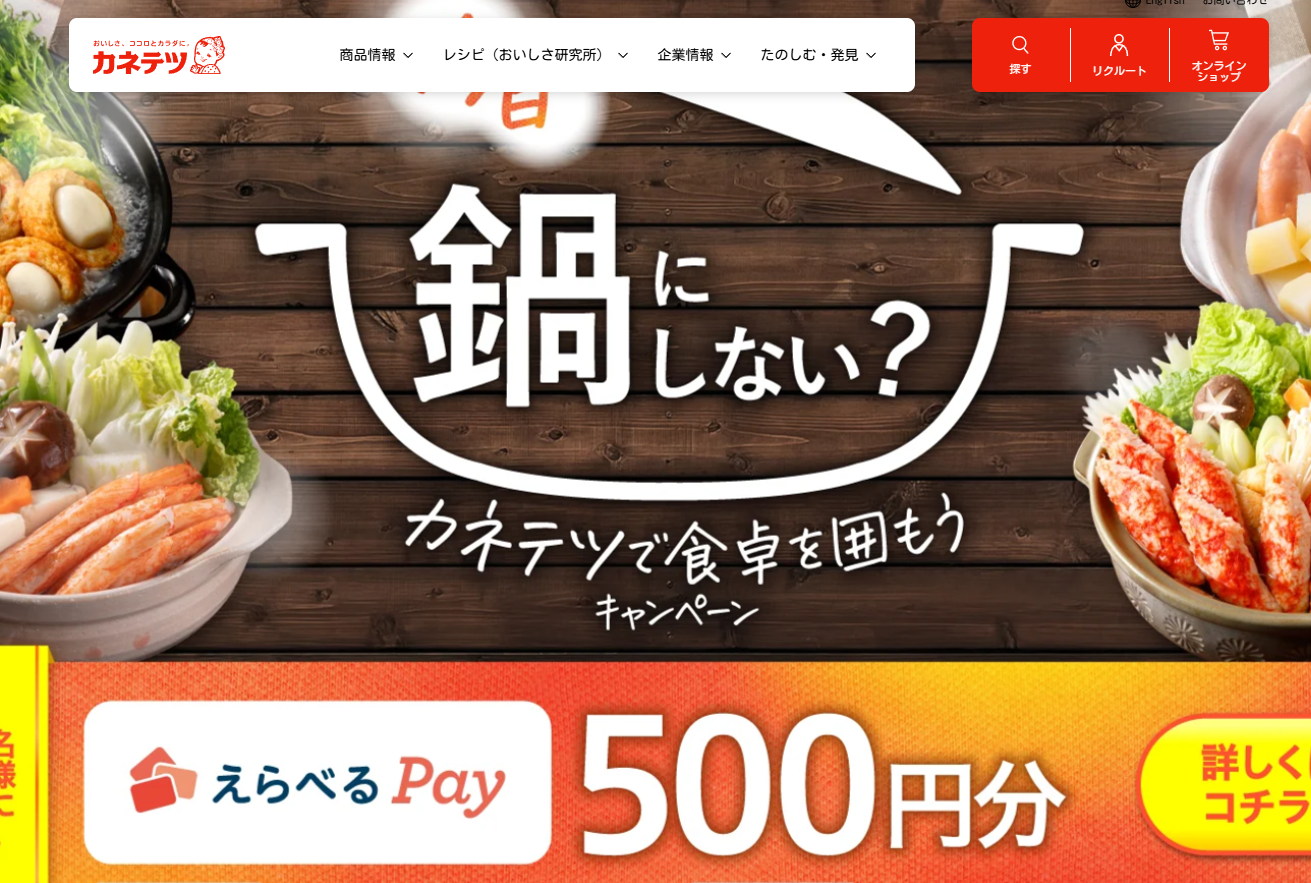 English お問い合わせ
おいしさ、ココロとカラダに。
カネテツ
商品情報
レシピ（おいしさ研究所）
企業情報
たのしむ・発見
探す
リクルート
オンライン
ショップ
鍋に
しない？
カネテツで食卓を囲もう
キャンペーン
名様に
えらべるPay
500円分
詳しく
コチラ